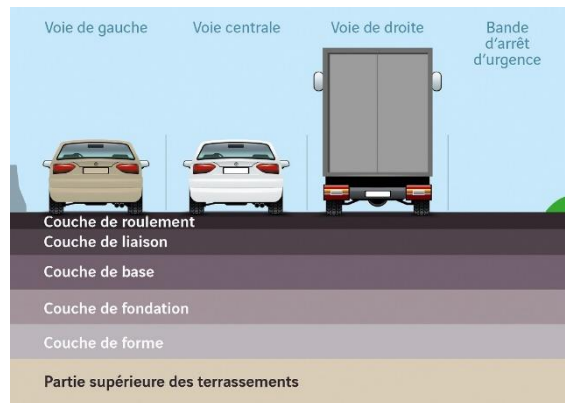 Voie de gauche
Voie centrale
Voie de droite
Bande
d'arrêt
d'urgence
Couche de roulement
Couche de liaison
Couche de base
Couche de fondation
Couche de forme
Partie supérieure des terrassements